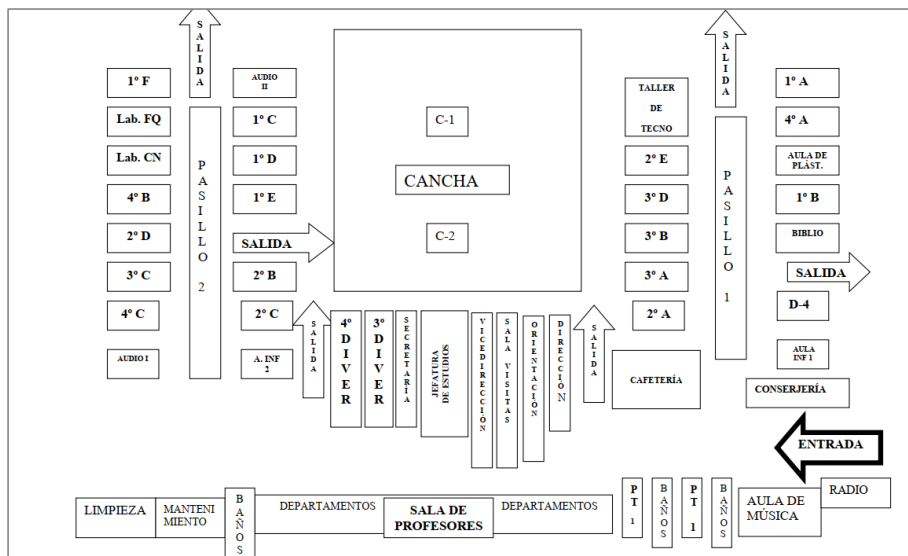 SALIDA
SALIDA
1º F
AUDIO
II
TALLER
DE
TECNO
1º A
Lab. FQ
1º C
C-1
4º A
Lab. CN
1º D
2º E
AULA DE
PLÁST.
PASILLO 2
CANCHA
PASILLO 1
4º B
1º E
3º D
1º B
2º D
SALIDA
C-2
3º B
BIBLIO
3º C
2º B
3º A
SALIDA
4º C
2º C
2º A
D-4
SALIDA
4º DIVER
3º DIVER
SECRETARÍA
JEFATURA
DE ESTUDIOS
VICEDIRECCIÓN
SALA VISITAS
ORIENTACIÓN
DIRECCIÓN
SALIDA
AUDIO I
A. INF
2
CAFETERÍA
AULA
INF 1
CONSERJERÍA
ENTRADA
LIMPIEZA
MANTENI
MIENTO
BAÑOS
DEPARTAMENTOS
SALA DE
PROFESORES
DEPARTAMENTOS
PT 1
BAÑOS
PT 1
BAÑOS
AULA DE
MÚSICA
RADIO